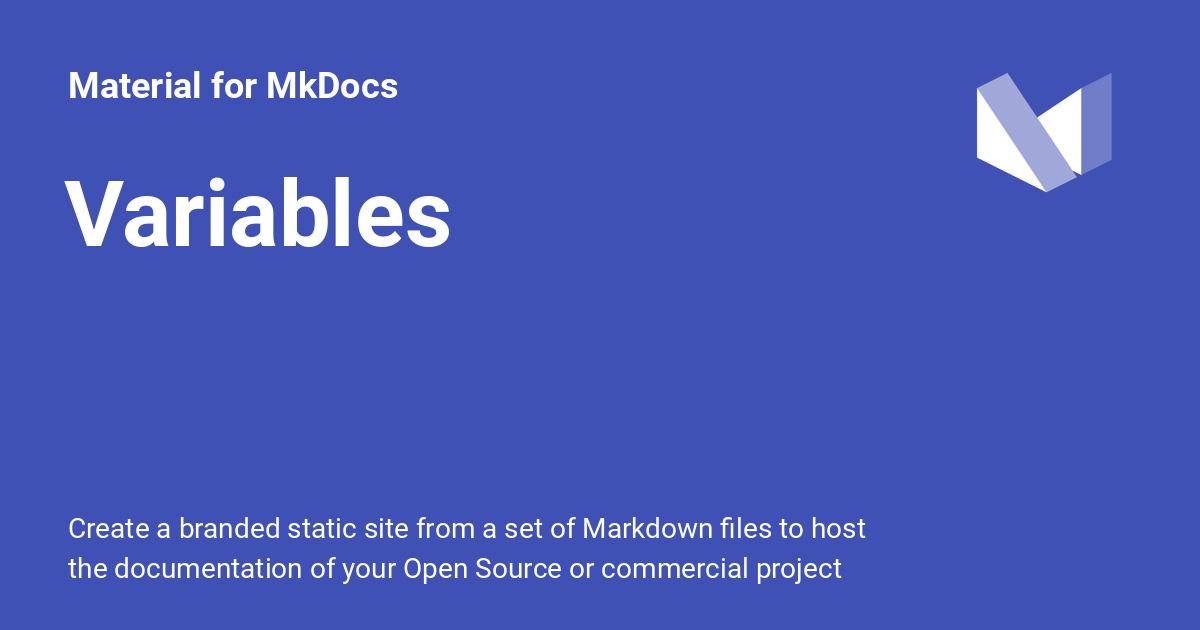 Material for MkDocs
Variables
Create a branded static site from a set of Markdown files to host
the documentation of your Open Source or commercial project